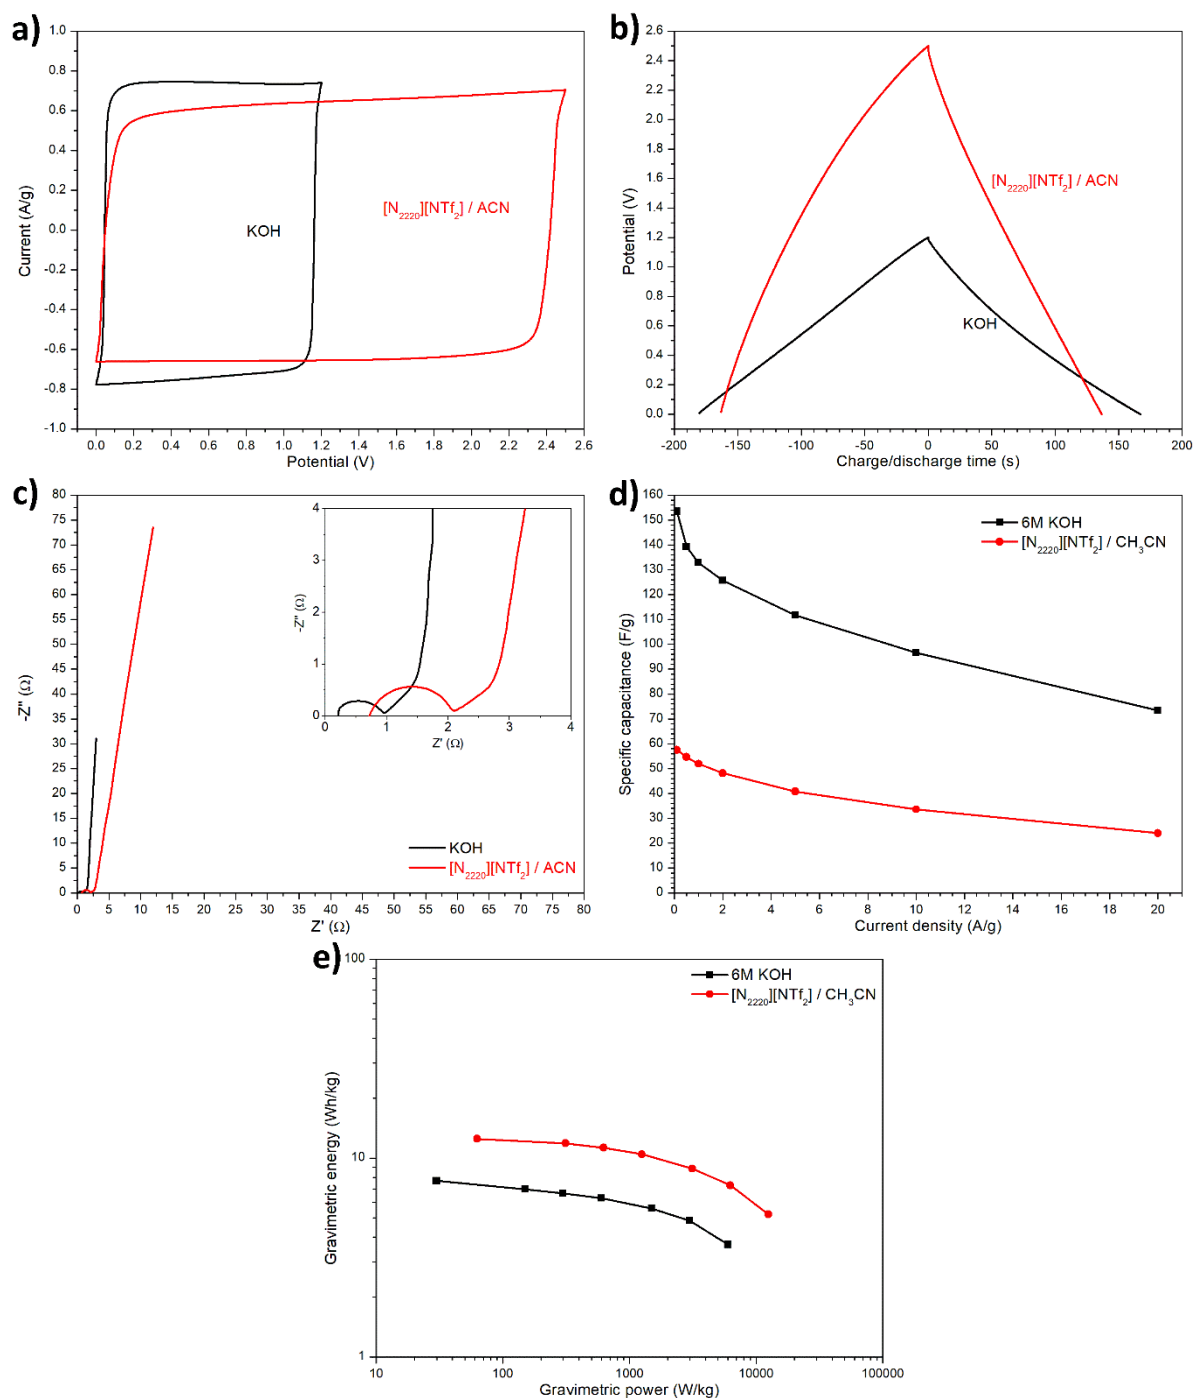 a)
1.0
0.8
0.6
0.4
0.2
0.0
-0.2
-0.4
-0.6
-0.8
-1.0
Current (A/g)
KOH
[N₂₂₂₀][NTf₂] / ACN
0.0 0.2 0.4 0.6 0.8 1.0 1.2 1.4 1.6 1.8 2.0 2.2 2.4 2.6
Potential (V)
b)
2.6
2.4
2.2
2.0
1.8
1.6
1.4
1.2
1.0
0.8
0.6
0.4
0.2
0.0
Potential (V)
[N₂₂₂₀][NTf₂] / ACN
KOH
-200 -150 -100 -50 0 50 100 150 200
Charge/discharge time (s)
c)
80
75
70
65
60
55
50
45
40
35
30
25
20
15
10
5
0
-Z" (Ω)
4
3
2
1
0
-Z" (Ω)
0 1 2 3 4
Z' (Ω)
KOH
[N₂₂₂₀][NTf₂] / ACN
0 5 10 15 20 25 30 35 40 45 50 55 60 65 70 75 80
Z' (Ω)
d)
160
150
140
130
120
110
100
90
80
70
60
50
40
30
20
10
0
Specific capacitance (F/g)
6M KOH
[N₂₂₂₀][NTf₂] / CH₃CN
0 2 4 6 8 10 12 14 16 18 20
Current density (A/g)
e)
100
10
1
Gravimetric energy (Wh/kg)
6M KOH
[N₂₂₂₀][NTf₂] / CH₃CN
10 100 1000 10000 100000
Gravimetric power (W/kg)